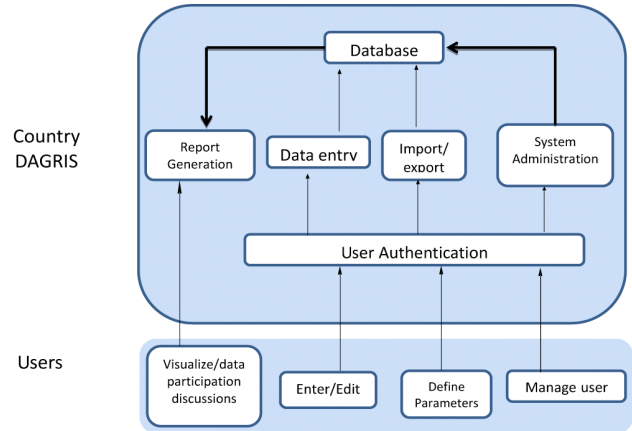 Database
Country
DAGRIS
Report
Generation
Data entry
Import/
export
System
Administration
User Authentication
Users
Visualize/data
participation
discussions
Enter/Edit
Define
Parameters
Manage user